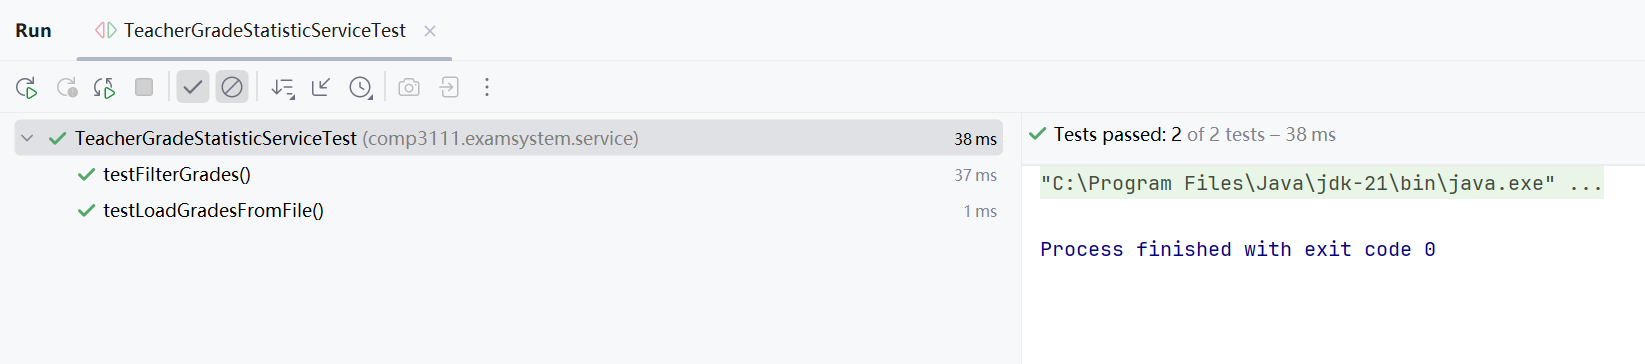 Run TeacherGradeStatisticServiceTest
TeacherGradeStatisticServiceTest (comp3111.examsystem.service) 38 ms
testFilterGrades() 37 ms
testLoadGradesFromFile() 1 ms
Tests passed: 2 of 2 tests – 38 ms
"C:\Program Files\Java\jdk-21\bin\java.exe" ...
Process finished with exit code 0